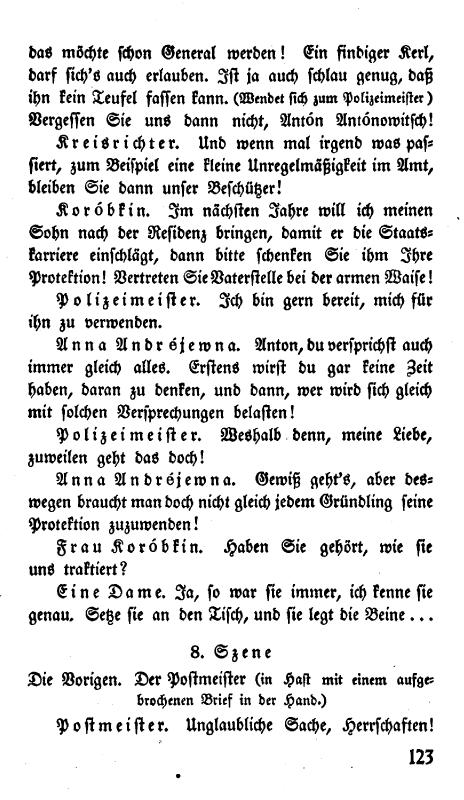 das möchte schon General werden! Ein findiger Kerl,
darf sich's auch erlauben. Ist ja auch schlau genug, daß
ihn kein Teufel fassen kann. (Wendet sich zum Polizeimeister)
Vergessen Sie uns dann nicht, Antón Antónowitsch!
Kreisrichter. Und wenn mal irgend was pas-
siert, zum Beispiel eine kleine Unregelmäßigkeit im Amt,
bleiben Sie dann unser Beschützer!
Koróbkin. Im nächsten Jahre will ich meinen
Sohn nach der Residenz bringen, damit er die Staats-
karriere einschlägt, dann bitte schenken Sie ihm Ihre
Protektion! Vertreten Sie Vaterstelle bei der armen Waise!
Polizeimeister. Ich bin gern bereit, mich für
ihn zu verwenden.
Anna Andréjewna. Anton, du versprichst auch
immer gleich alles. Erstens wirst du gar keine Zeit
haben, daran zu denken, und dann, wer wird sich gleich
mit solchen Versprechungen belasten!
Polizeimeister. Weshalb denn, meine Liebe,
zuweilen geht das doch!
Anna Andréjewna. Gewiß geht's, aber des-
wegen braucht man doch nicht gleich jedem Gründling seine
Protektion zuzuwenden!
Frau Koróbkin. Haben Sie gehört, wie sie
uns traktiert?
Eine Dame. Ja, so war sie immer, ich kenne sie
genau. Setze sie an den Tisch, und sie legt die Beine...
8. Szene
Die Vorigen. Der Postmeister (in Hast mit einem aufge-
brochenen Brief in der Hand.)
Postmeister. Unglaubliche Sache, Herrschaften!
123